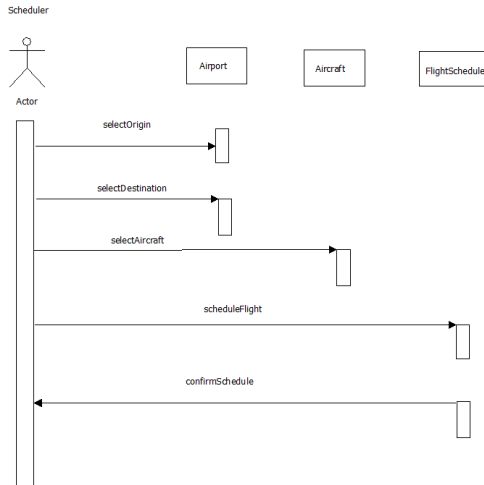 Scheduler
Airport
Aircraft
FlightSchedule
Actor
selectOrigin
selectDestination
selectAircraft
scheduleFlight
confirmSchedule